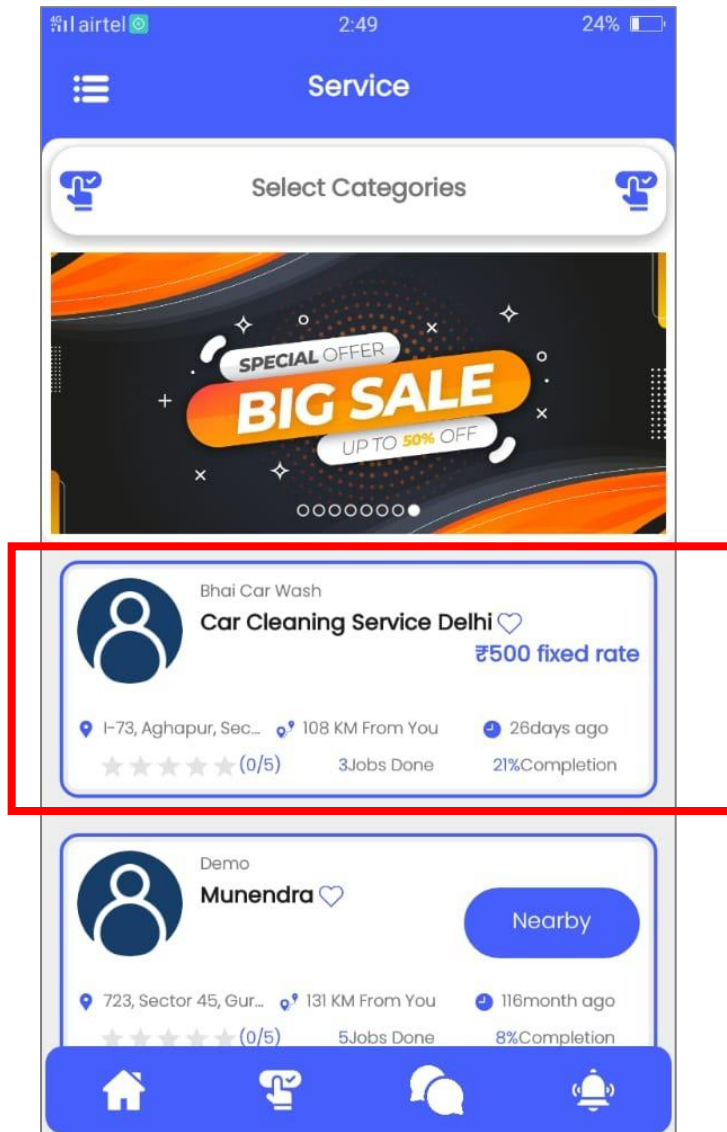 4G airtel 2:49 24%
Service
Select Categories
SPECIAL OFFER
BIG SALE
UP TO 50% OFF
Bhai Car Wash
Car Cleaning Service Delhi
₹500 fixed rate
I-73, Aghapur, Sec... 108 KM From You 26days ago
(0/5) 3Jobs Done 21%Completion
Demo
Munendra
Nearby
723, Sector 45, Gur... 131 KM From You 116month ago
(0/5) 5Jobs Done 8%Completion